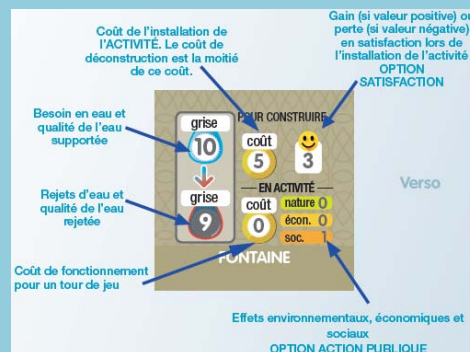 Coût de l'installation de
l'ACTIVITÉ. Le coût de
déconstruction est la moitié
de ce coût.
Gain (si valeur positive) ou
perte (si valeur négative)
en satisfaction lors de
l'installation de l'activité
OPTION
SATISFACTION
Besoin en eau et
qualité de l'eau
supportée
Rejets d'eau et
qualité de l'eau
rejetée
Coût de fonctionnement
pour un tour de jeu
grise
10
grise
9
POUR CONSTRUIRE
coût
5
3
EN ACTIVITÉ
coût
0
nature 0
écon. 0
soc. 1
FONTAINE
Verso
Effets environnementaux, économiques et
sociaux
OPTION ACTION PUBLIQUE